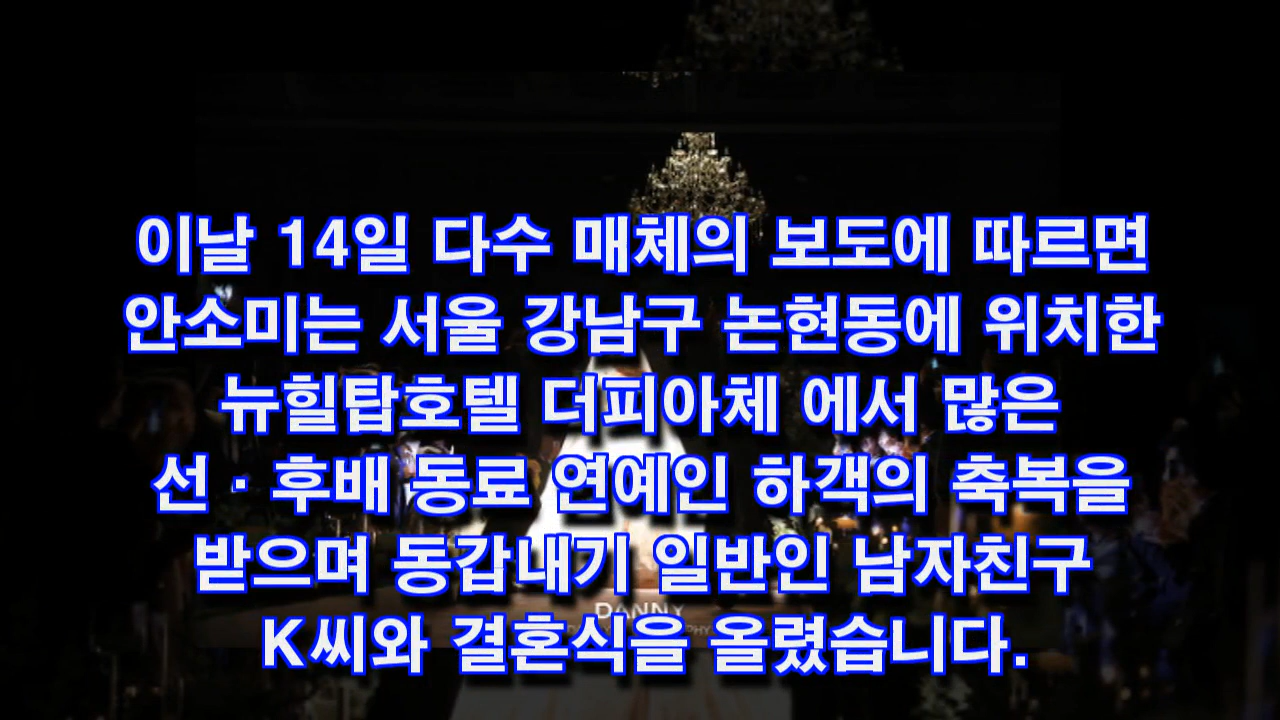 이날 14일 다수 매체의 보도에 따르면
안소미는 서울 강남구 논현동에 위치한
뉴힐탑호텔 더피아체 에서 많은
선 · 후배 동료 연예인 하객의 축복을
받으며 동갑내기 일반인 남자친구
DANNY
K씨와 결혼식을 올렸습니다.